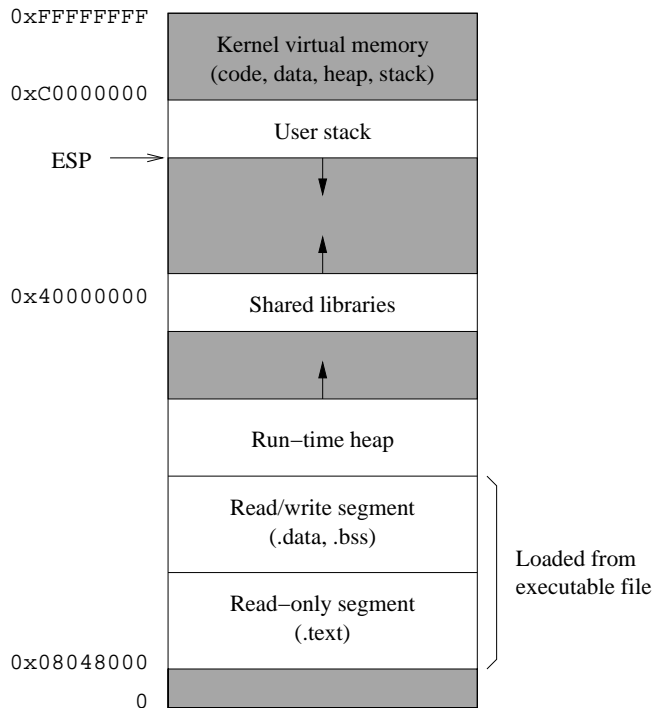 0xFFFFFFFF
Kernel virtual memory
(code, data, heap, stack)
0xC0000000
User stack
ESP
0x40000000
Shared libraries
Run−time heap
Read/write segment
(.data, .bss)
Loaded from
executable file
Read−only segment
(.text)
0x08048000
0